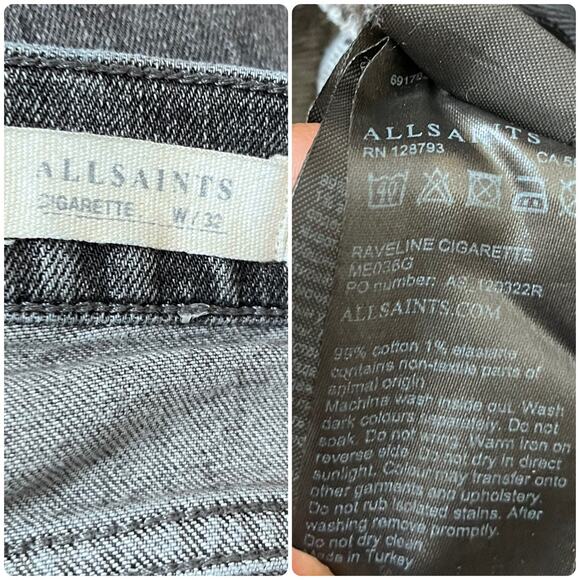 ALLSAINTS
CIGARETTE W/32
ALLSAINTS
RN 128793
40
RAVELINE CIGARETTE
ME036G
PO number:
ALLSAINTS.COM
99% cotton 1% elastane
contains non-textile parts of
animal origin
Machine wash inside out. Wash
dark colours separately. Do not
soak. Do not wring. Warm iron on
reverse side. Do not dry in direct
sunlight. Colour may transfer onto
other garments and upholstery.
Do not rub isolated stains. After
washing remove promptly.
Do not dry clean
Made in Turkey